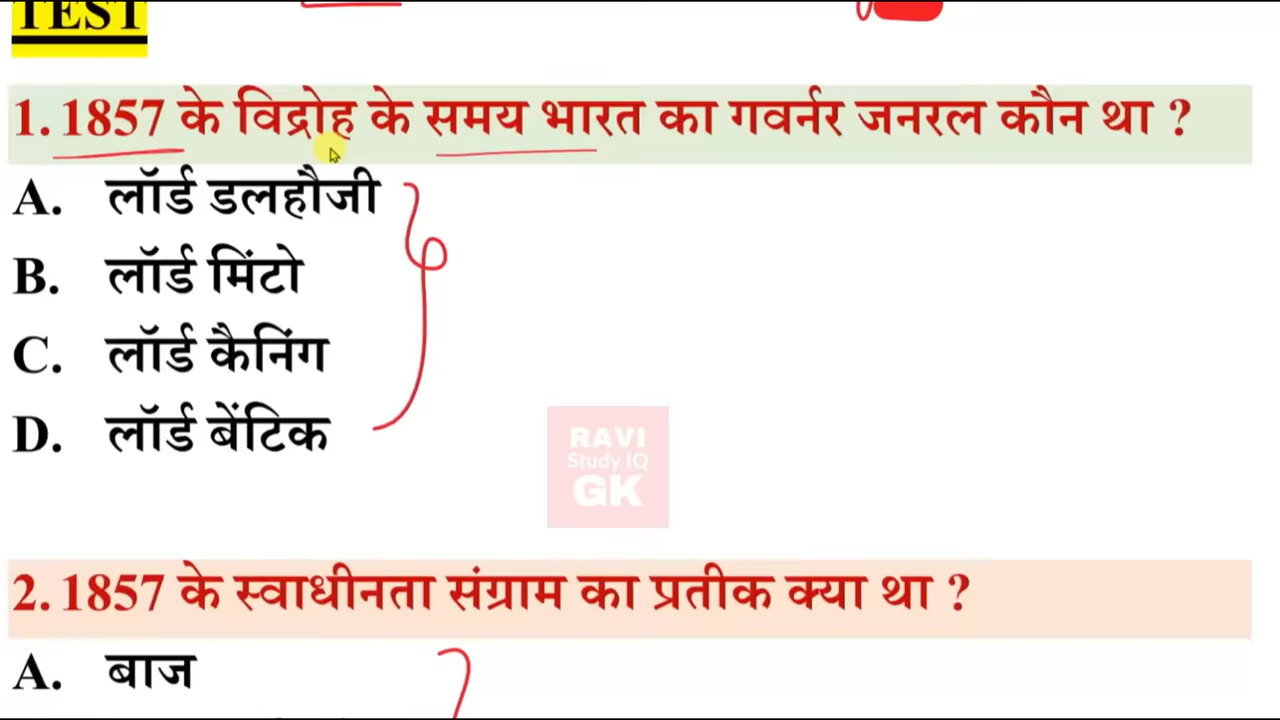 TEST
1. 1857 के विद्रोह के समय भारत का गवर्नर जनरल कौन था ?
A. लॉर्ड डलहौजी
B. लॉर्ड मिंटो
C. लॉर्ड कैनिंग
D. लॉर्ड बेंटिक
RAVI
Study IQ
GK
2. 1857 के स्वाधीनता संग्राम का प्रतीक क्या था ?
A. बाज